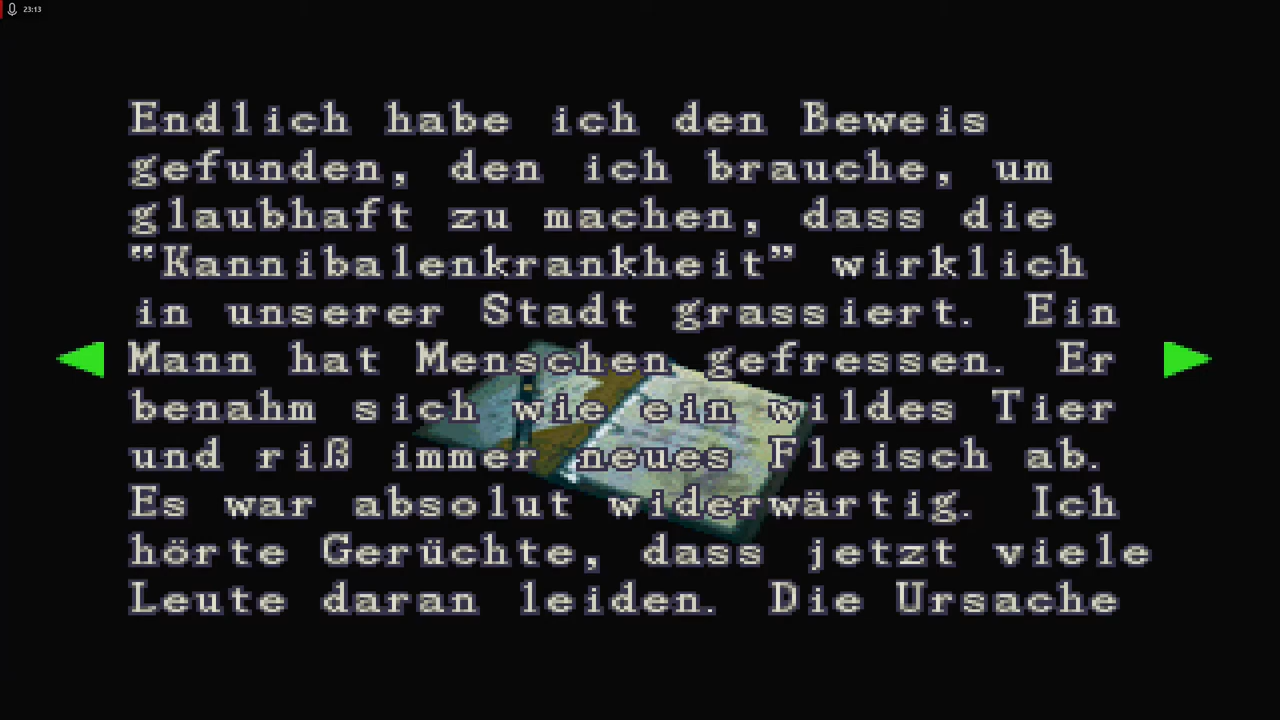 23:13
Endlich habe ich den Beweis
gefunden, den ich brauche, um
glaubhaft zu machen, dass die
"Kannibalenkrankheit" wirklich
in unserer Stadt grassiert. Ein
Mann hat Menschen gefressen. Er
benahm sich wie ein wildes Tier
und riß immer neues Fleisch ab.
Es war absolut widerwärtig. Ich
hörte Gerüchte, dass jetzt viele
Leute daran leiden. Die Ursache